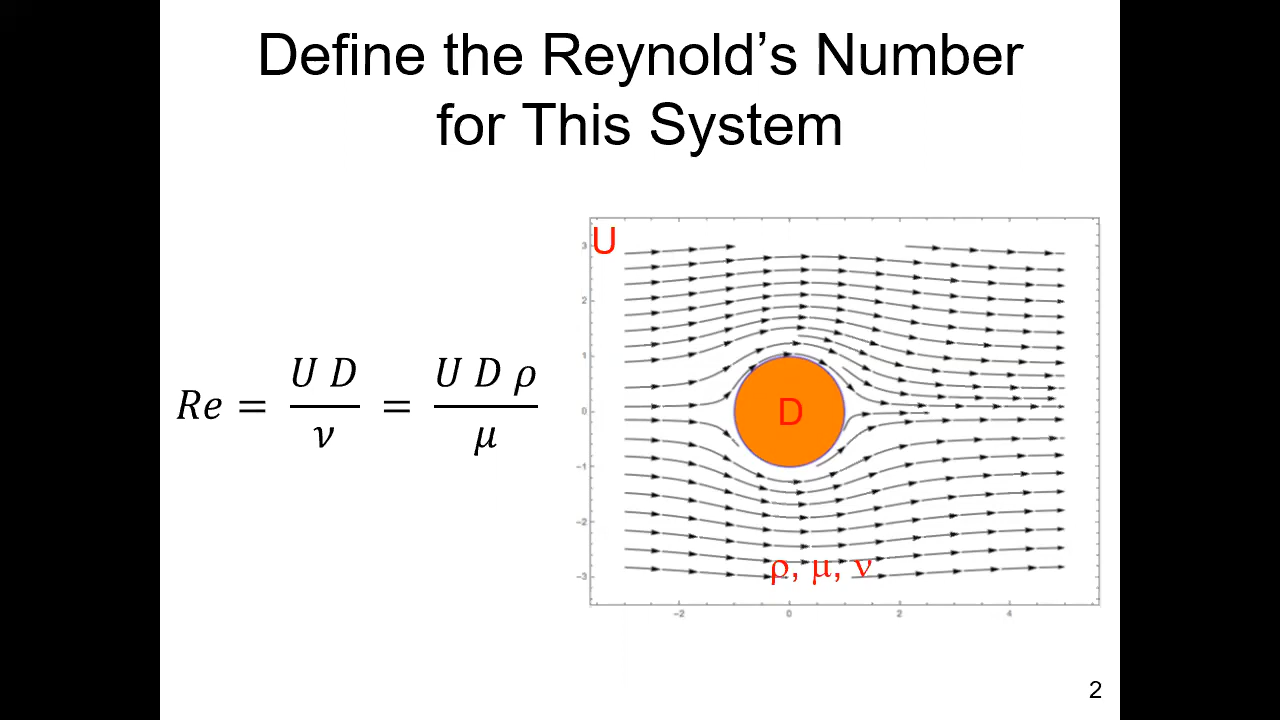 Define the Reynold’s Number
for This System
Re = U D / ν = U D ρ / μ
U
D
ρ, μ, ν
3
2
1
0
−1
−2
−3
−2 0 2 4
2